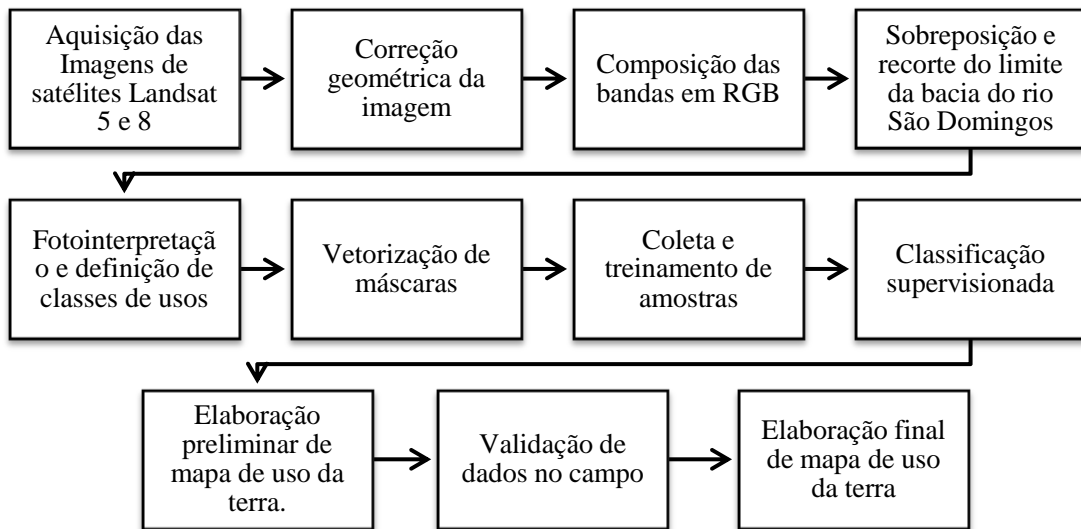 Aquisição das
Imagens de
satélites Landsat
5 e 8
Correção
geométrica da
imagem
Composição das
bandas em RGB
Sobreposição e
recorte do limite
da bacia do rio
São Domingos
Fotointerpretaçã
o e definição de
classes de usos
Vetorização de
máscaras
Coleta e
treinamento de
amostras
Classificação
supervisionada
Elaboração
preliminar de
mapa de uso da
terra.
Validação de
dados no campo
Elaboração final
de mapa de uso
da terra